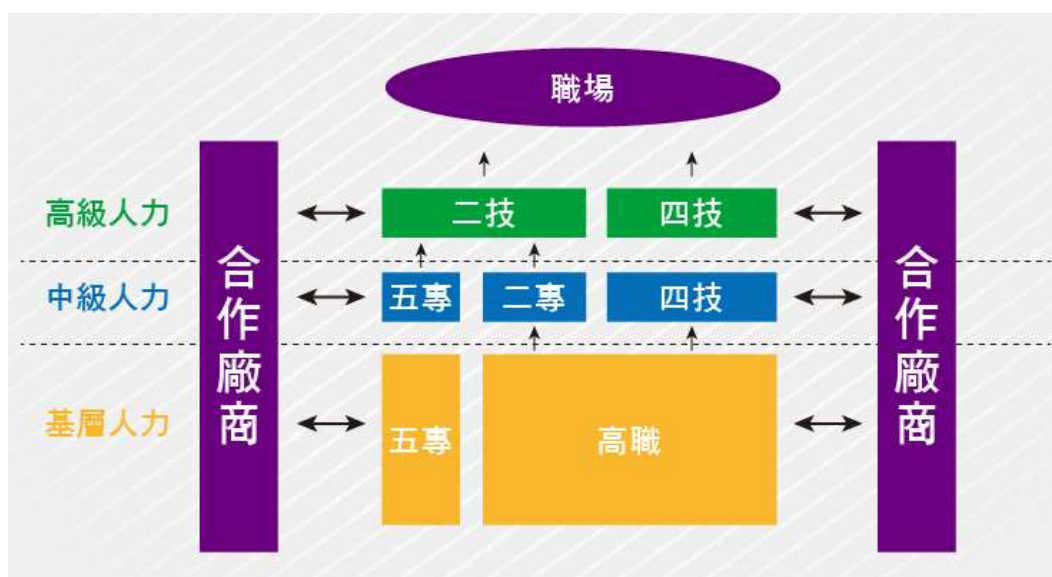 職場
高級人力
二技
四技
中級人力
五專
二專
四技
基層人力
五專
高職
合作廠商
合作廠商